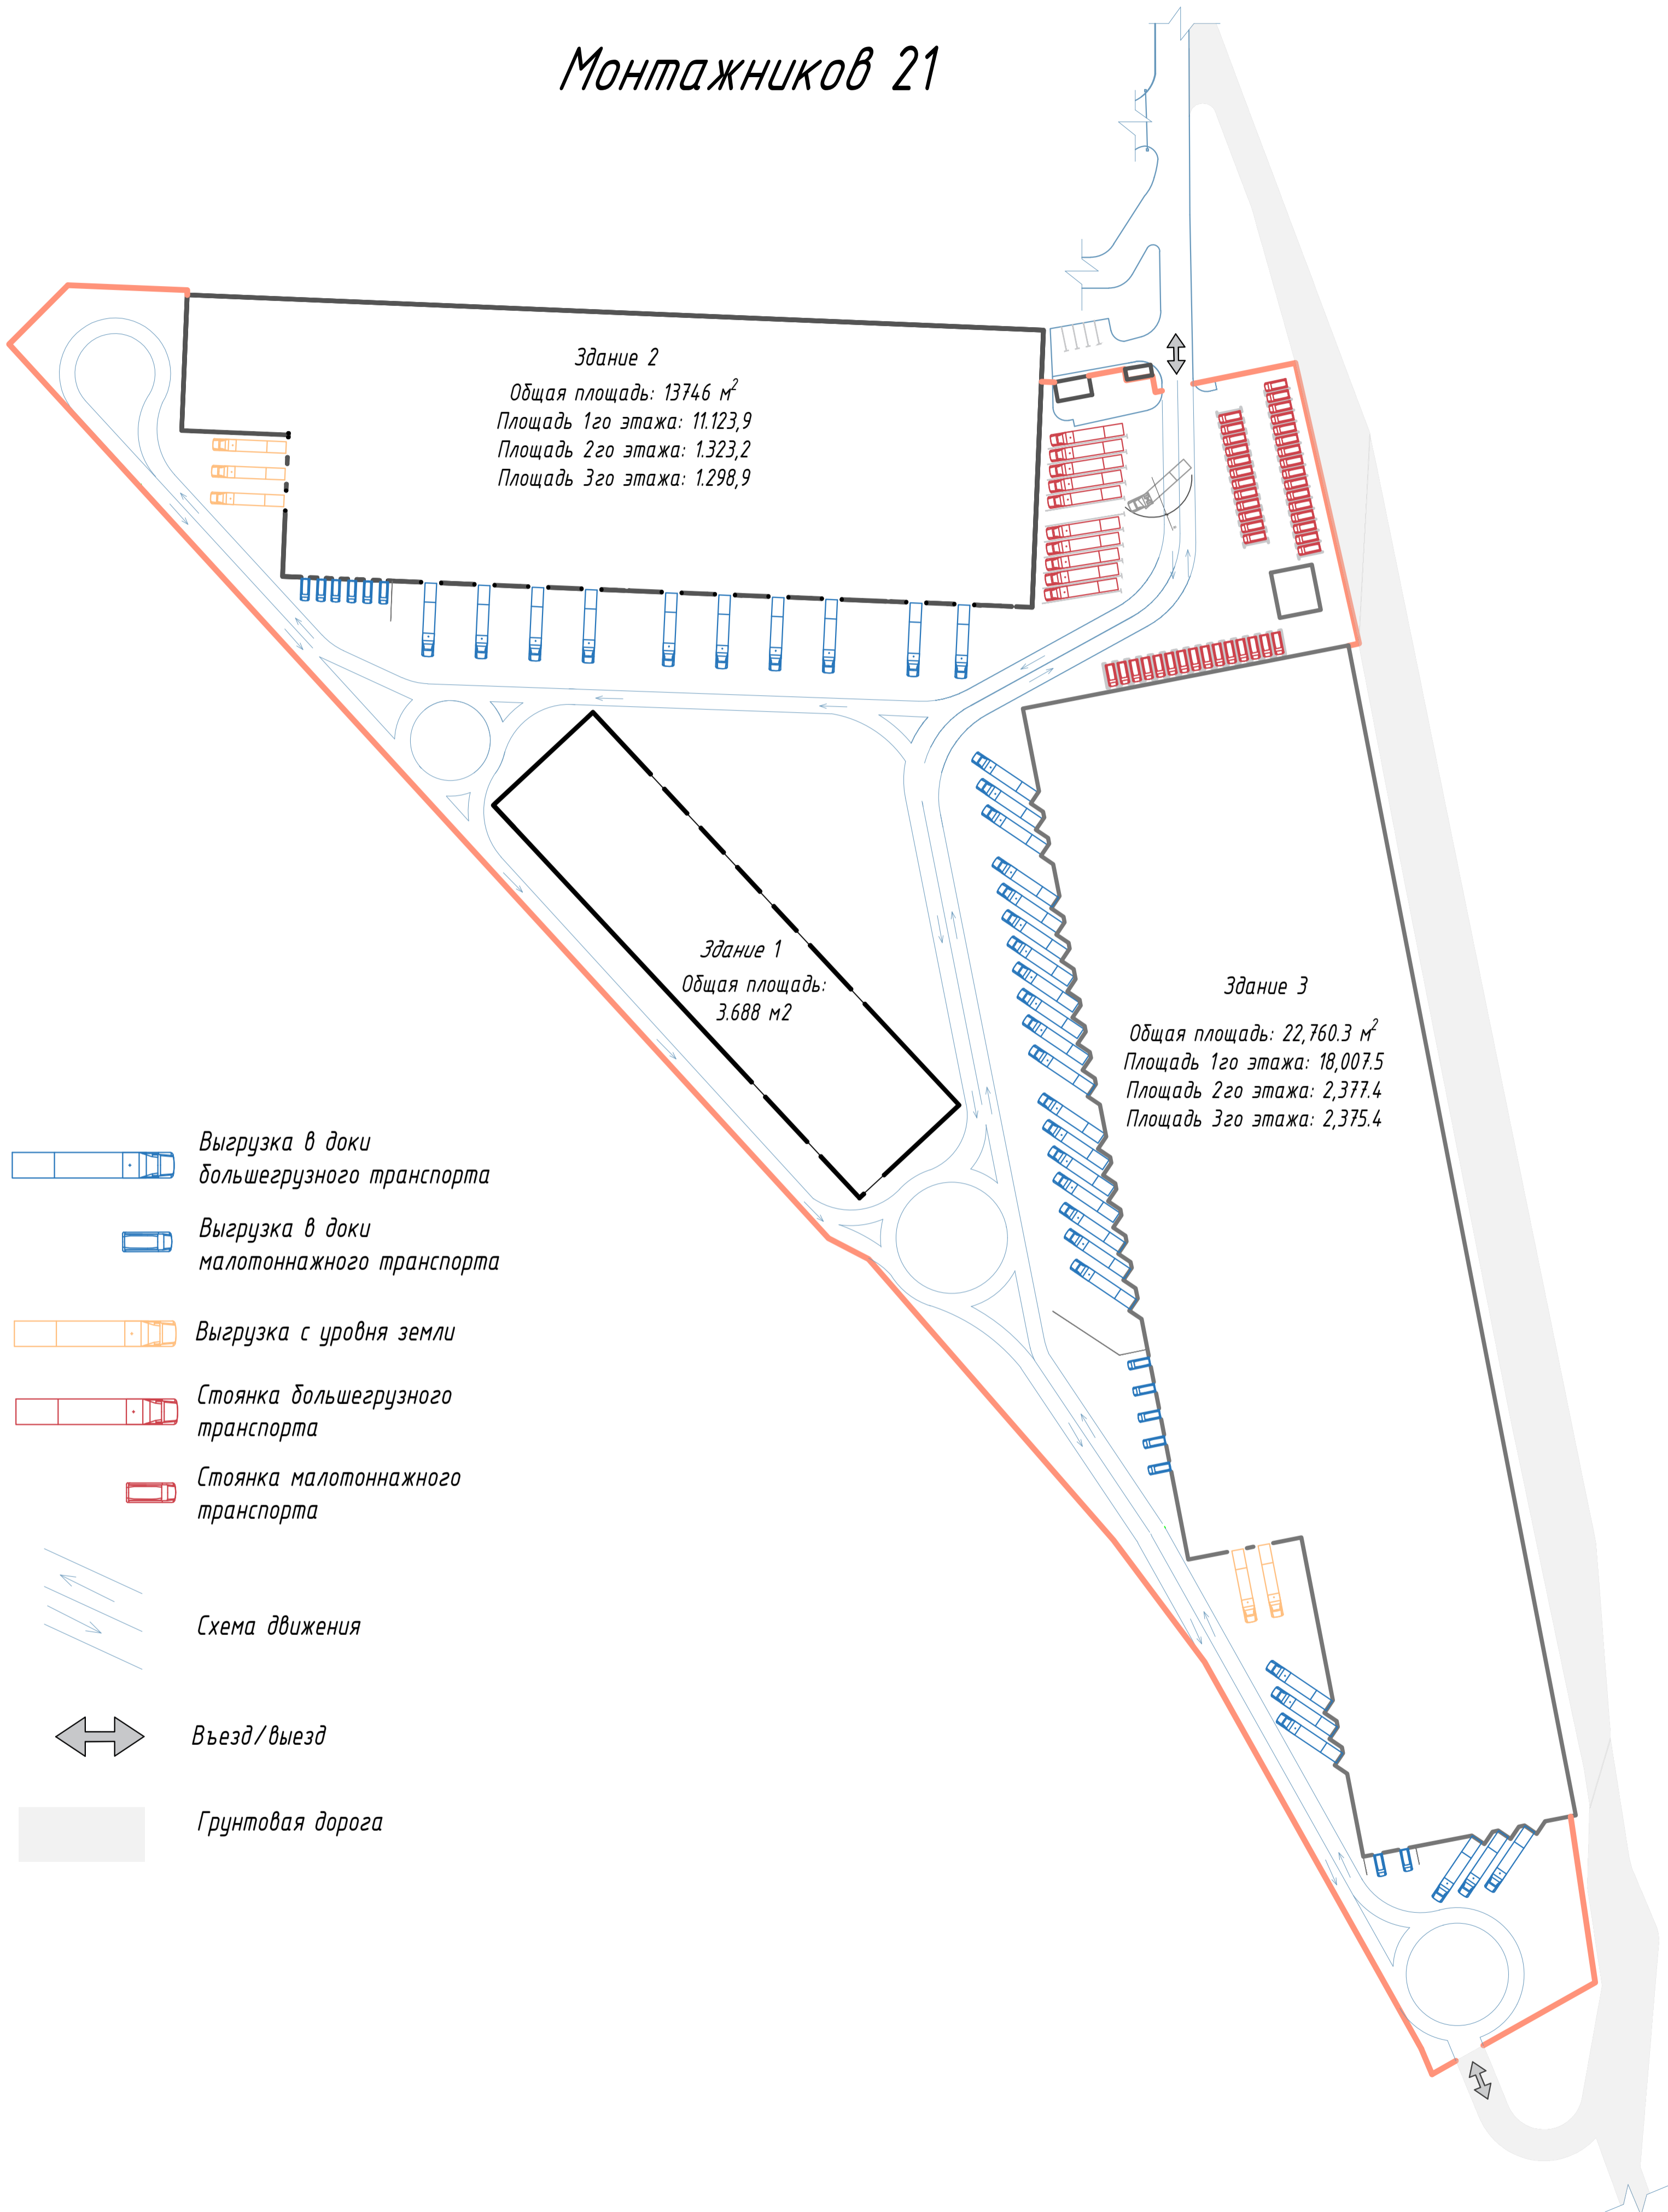 Монтажников 21
Здание 2
Общая площадь: 13746 м²
Площадь 1го этажа: 11.123,9
Площадь 2го этажа: 1.323,2
Площадь 3го этажа: 1.298,9
Здание 1
Общая площадь:
3.688 м2
Здание 3
Общая площадь: 22,760.3 м²
Площадь 1го этажа: 18,007.5
Площадь 2го этажа: 2,377.4
Площадь 3го этажа: 2,375.4
Выгрузка в доки
большегрузного транспорта
Выгрузка в доки
малотоннажного транспорта
Выгрузка с уровня земли
Стоянка большегрузного
транспорта
Стоянка малотоннажного
транспорта
Схема движения
Въезд/выезд
Грунтовая дорога